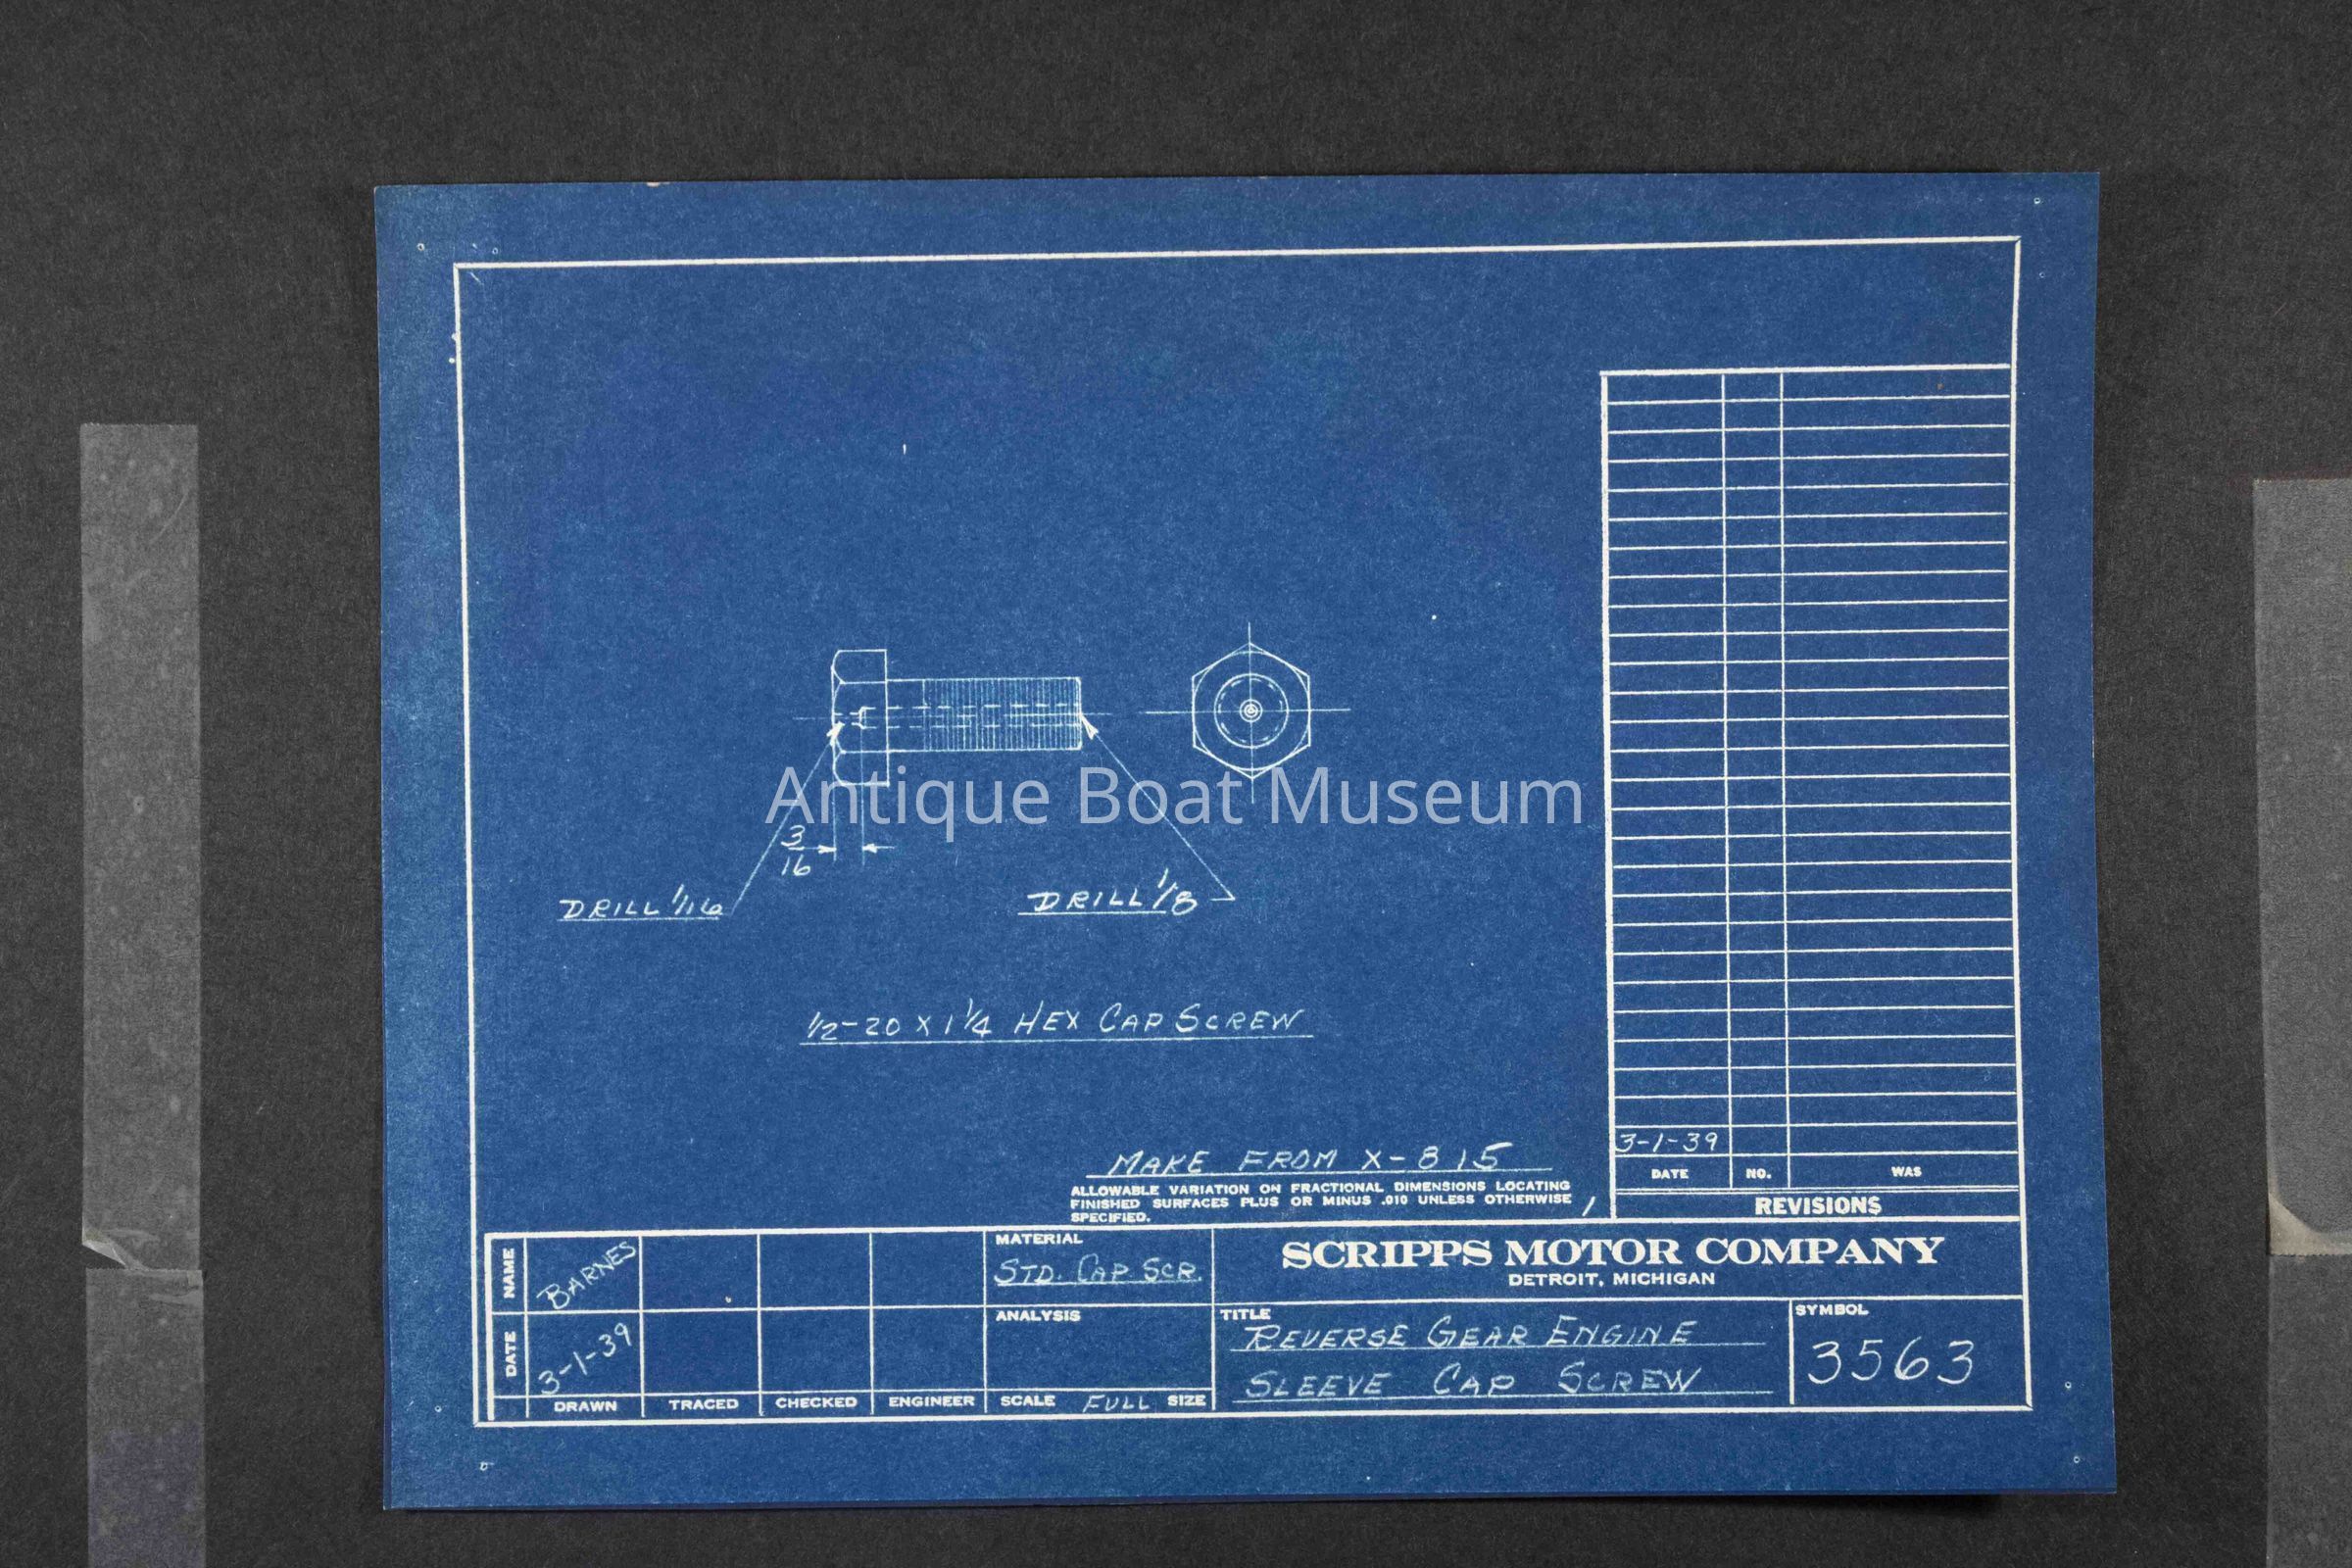 Antique Boat Museum
3
16
DRILL 1/16
DRILL 1/8
1/2-20 X 1 1/4 HEX CAP SCREW
MAKE FROM X-815
ALLOWABLE VARIATION ON FRACTIONAL DIMENSIONS LOCATING
FINISHED SURFACES PLUS OR MINUS .010 UNLESS OTHERWISE
SPECIFIED.
3-1-39
DATE NO. WAS
REVISIONS
NAME BARNES
DATE 3-1-39
DRAWN TRACED CHECKED ENGINEER
MATERIAL
STD. CAP SCR.
ANALYSIS
SCALE FULL SIZE
SCRIPPS MOTOR COMPANY
DETROIT, MICHIGAN
TITLE
REVERSE GEAR ENGINE
SLEEVE CAP SCREW
SYMBOL
3563